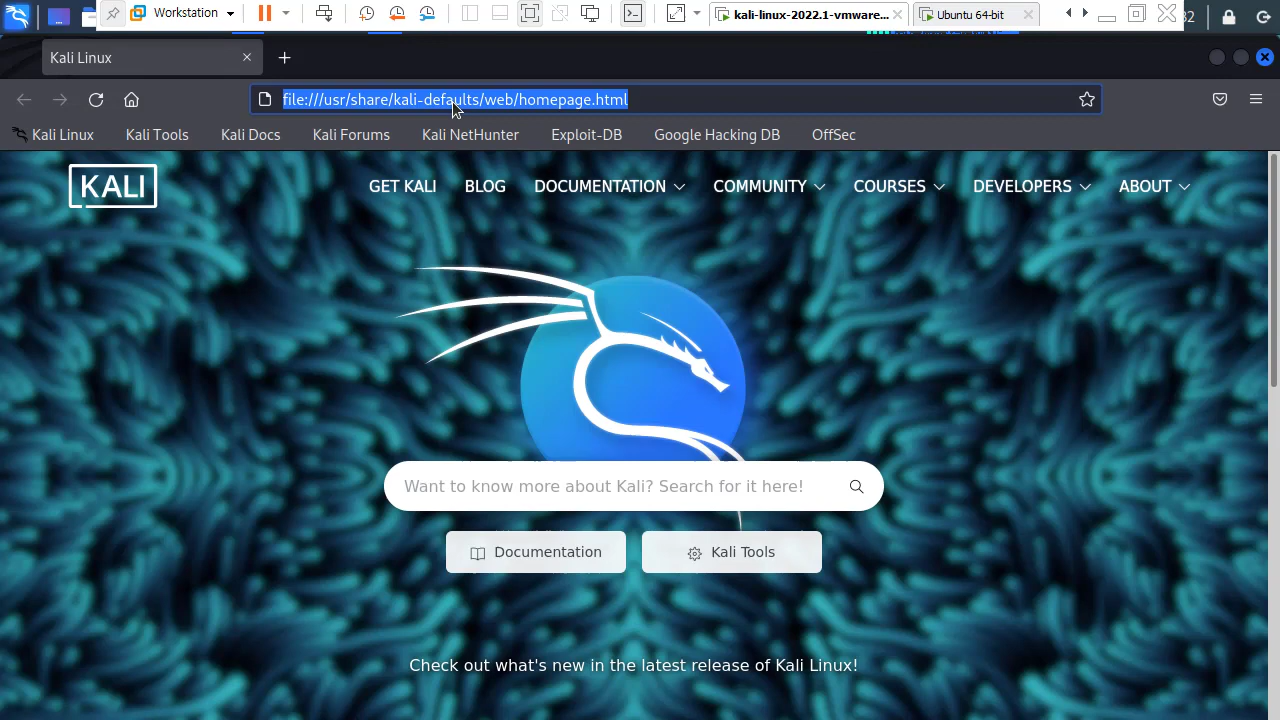 Workstation
kali-linux-2022.1-vmware...
Ubuntu 64-bit
32
Kali Linux
file:///usr/share/kali-defaults/web/homepage.html
Kali Linux
Kali Tools
Kali Docs
Kali Forums
Kali NetHunter
Exploit-DB
Google Hacking DB
OffSec
KALI
GET KALI
BLOG
DOCUMENTATION
COMMUNITY
COURSES
DEVELOPERS
ABOUT
Want to know more about Kali? Search for it here!
Documentation
Kali Tools
Check out what's new in the latest release of Kali Linux!